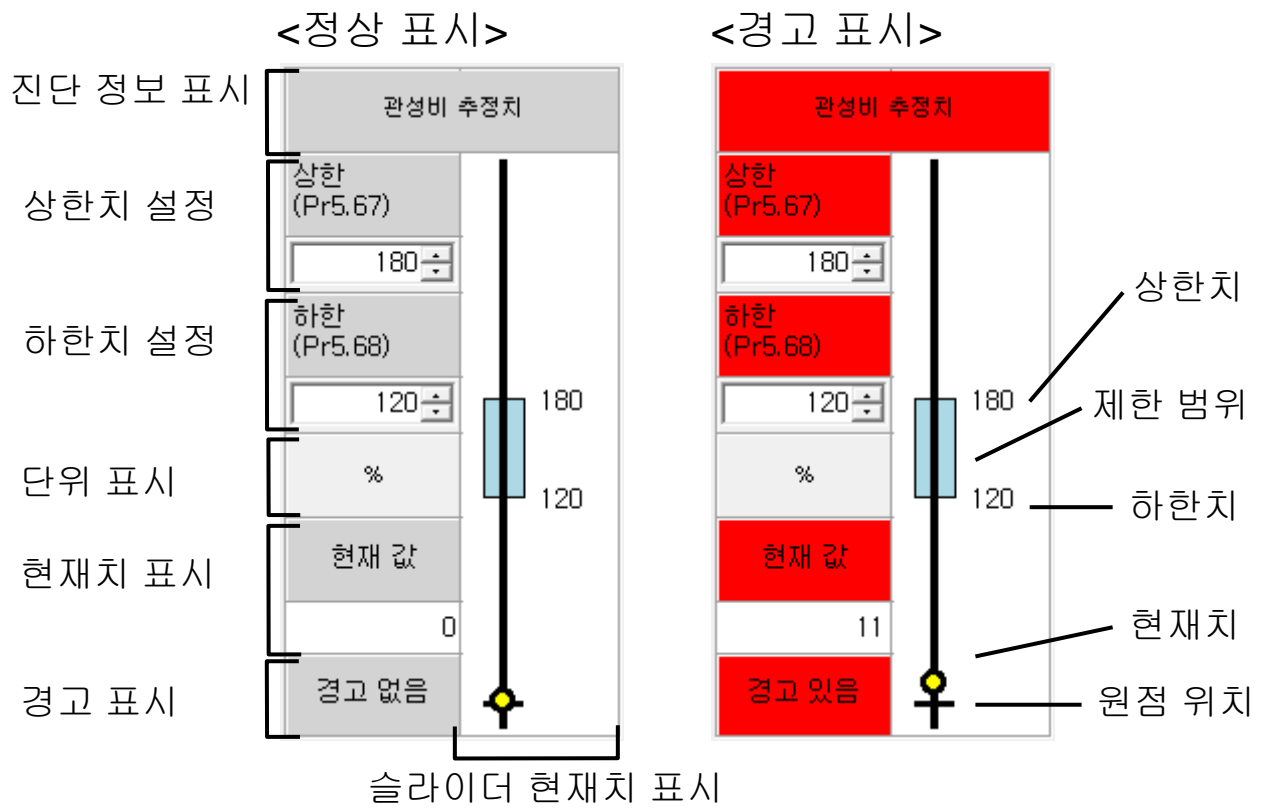 <정상 표시>
<경고 표시>
진단 정보 표시
상한치 설정
하한치 설정
단위 표시
현재치 표시
경고 표시
관성비 추정치
상한
(Pr5.67)
180
하한
(Pr5.68)
120
%
현재 값
0
경고 없음
180
120
슬라이더 현재치 표시
관성비 추정치
상한
(Pr5.67)
180
하한
(Pr5.68)
120
%
현재 값
11
경고 있음
180
120
상한치
제한 범위
하한치
현재치
원점 위치